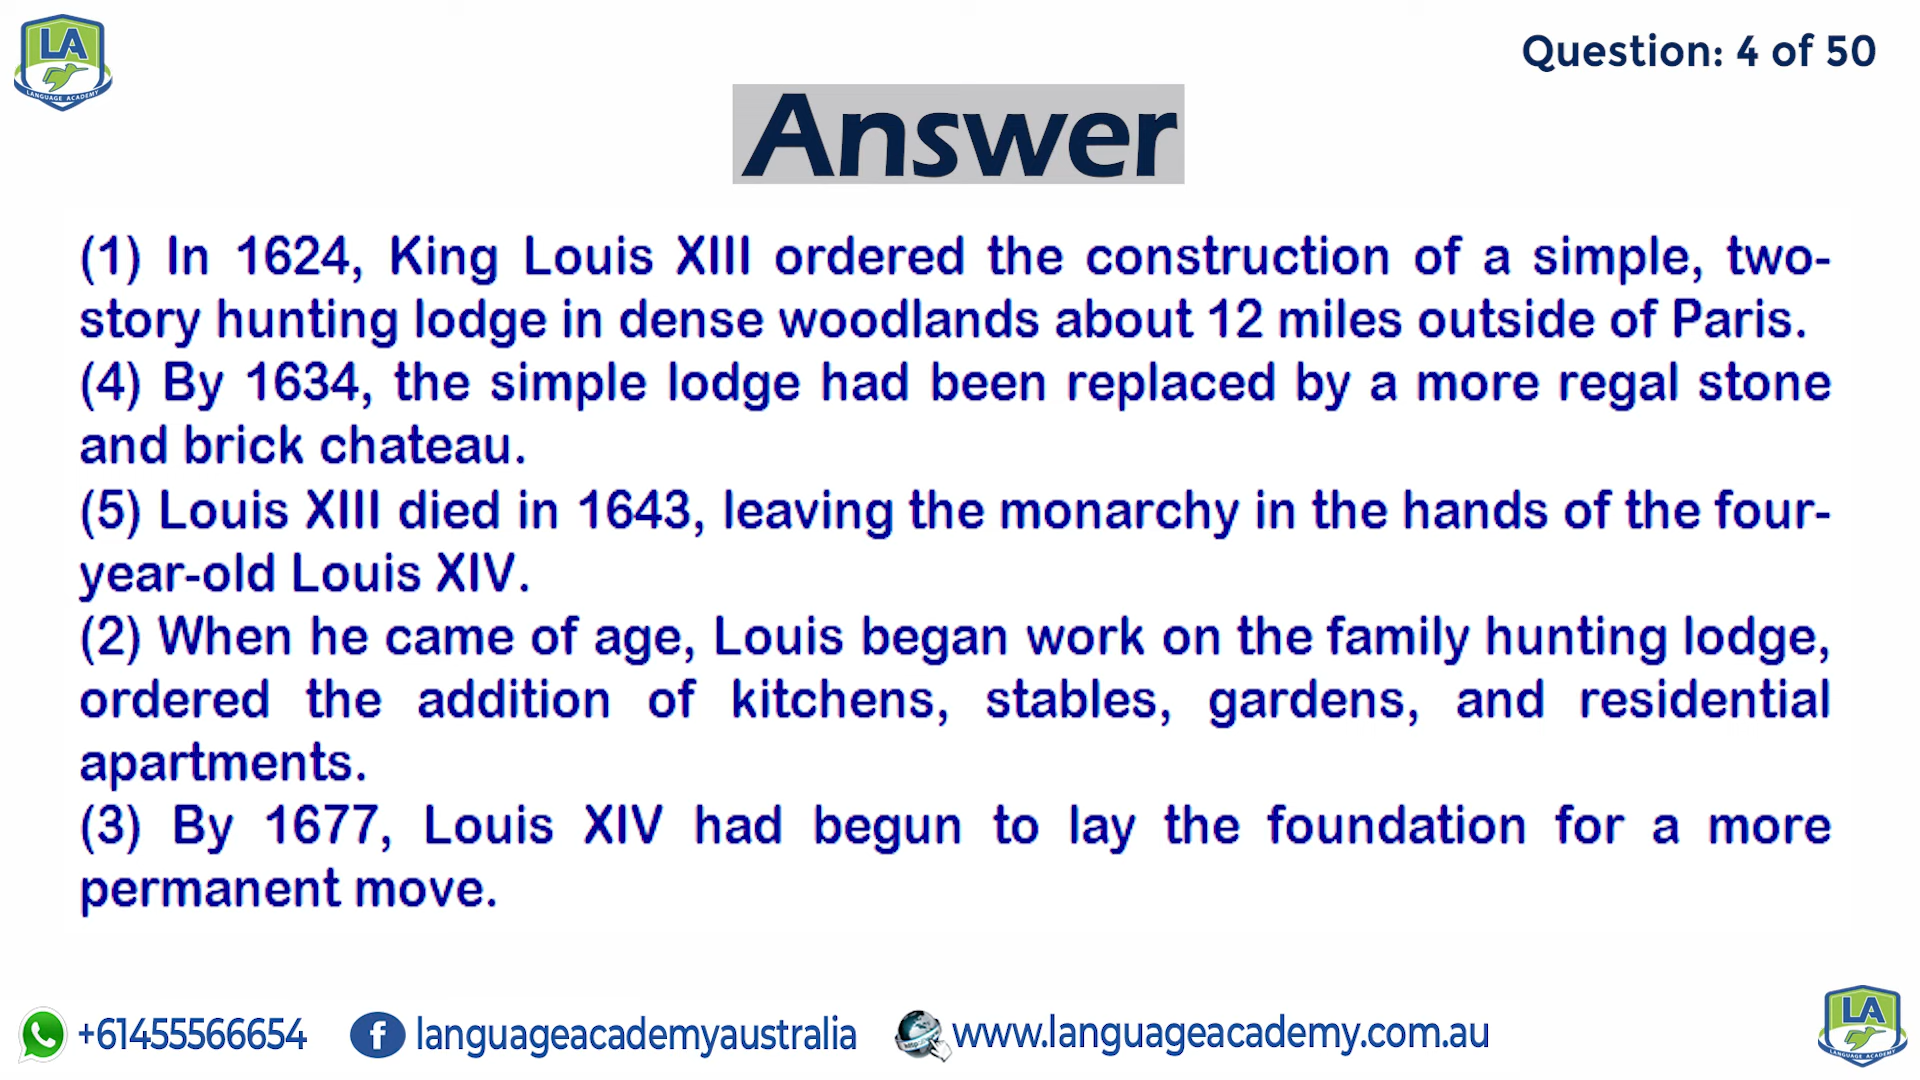 LA
LANGUAGE ACADEMY
Question: 4 of 50
Answer
(1) In 1624, King Louis XIII ordered the construction of a simple, two-
story hunting lodge in dense woodlands about 12 miles outside of Paris.
(4) By 1634, the simple lodge had been replaced by a more regal stone
and brick chateau.
(5) Louis XIII died in 1643, leaving the monarchy in the hands of the four-
year-old Louis XIV.
(2) When he came of age, Louis began work on the family hunting lodge,
ordered the addition of kitchens, stables, gardens, and residential
apartments.
(3) By 1677, Louis XIV had begun to lay the foundation for a more
permanent move.
+61455566654
f languageacademyaustralia
http:// www.languageacademy.com.au
LA
LANGUAGE ACADEMY